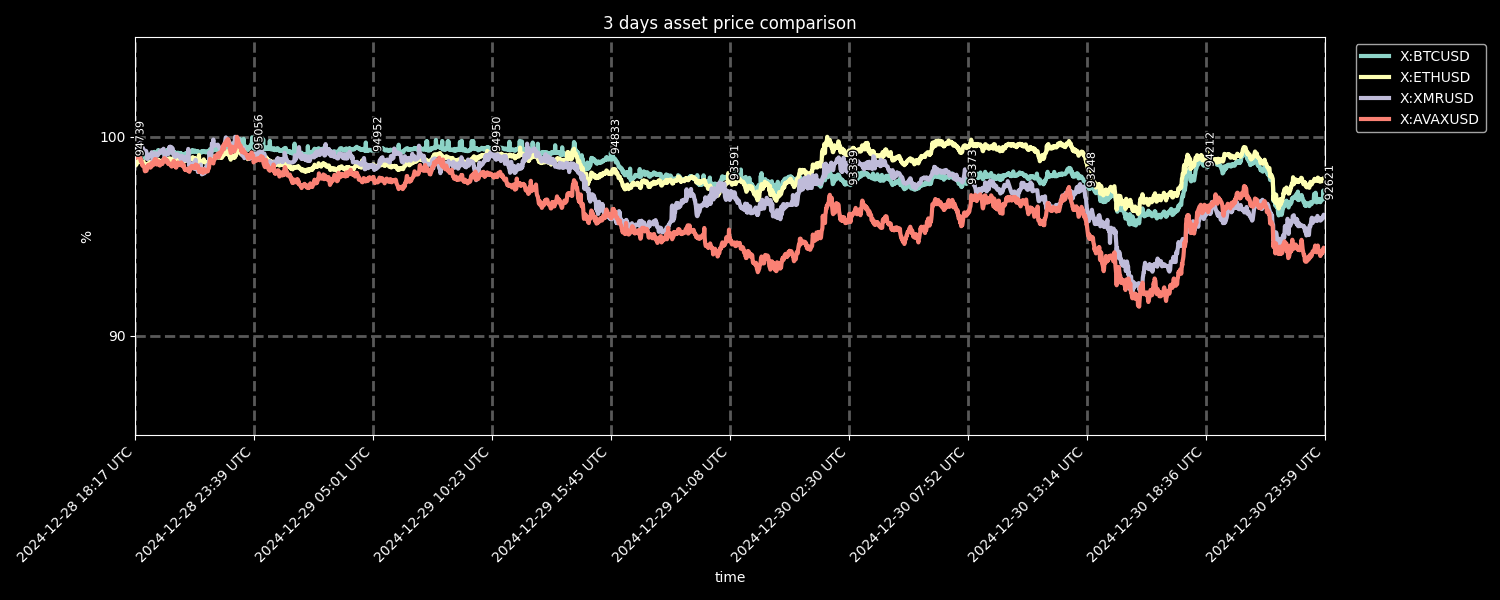 3 days asset price comparison
X:BTCUSD
X:ETHUSD
X:XMRUSD
X:AVAXUSD
100
90
%
94739
95056
94952
94950
94833
93591
93399
93737
93248
94212
92621
2024-12-28 18:17 UTC
2024-12-28 23:39 UTC
2024-12-29 05:01 UTC
2024-12-29 10:23 UTC
2024-12-29 15:45 UTC
2024-12-29 21:08 UTC
2024-12-30 02:30 UTC
2024-12-30 07:52 UTC
2024-12-30 13:14 UTC
2024-12-30 18:36 UTC
2024-12-30 23:59 UTC
time